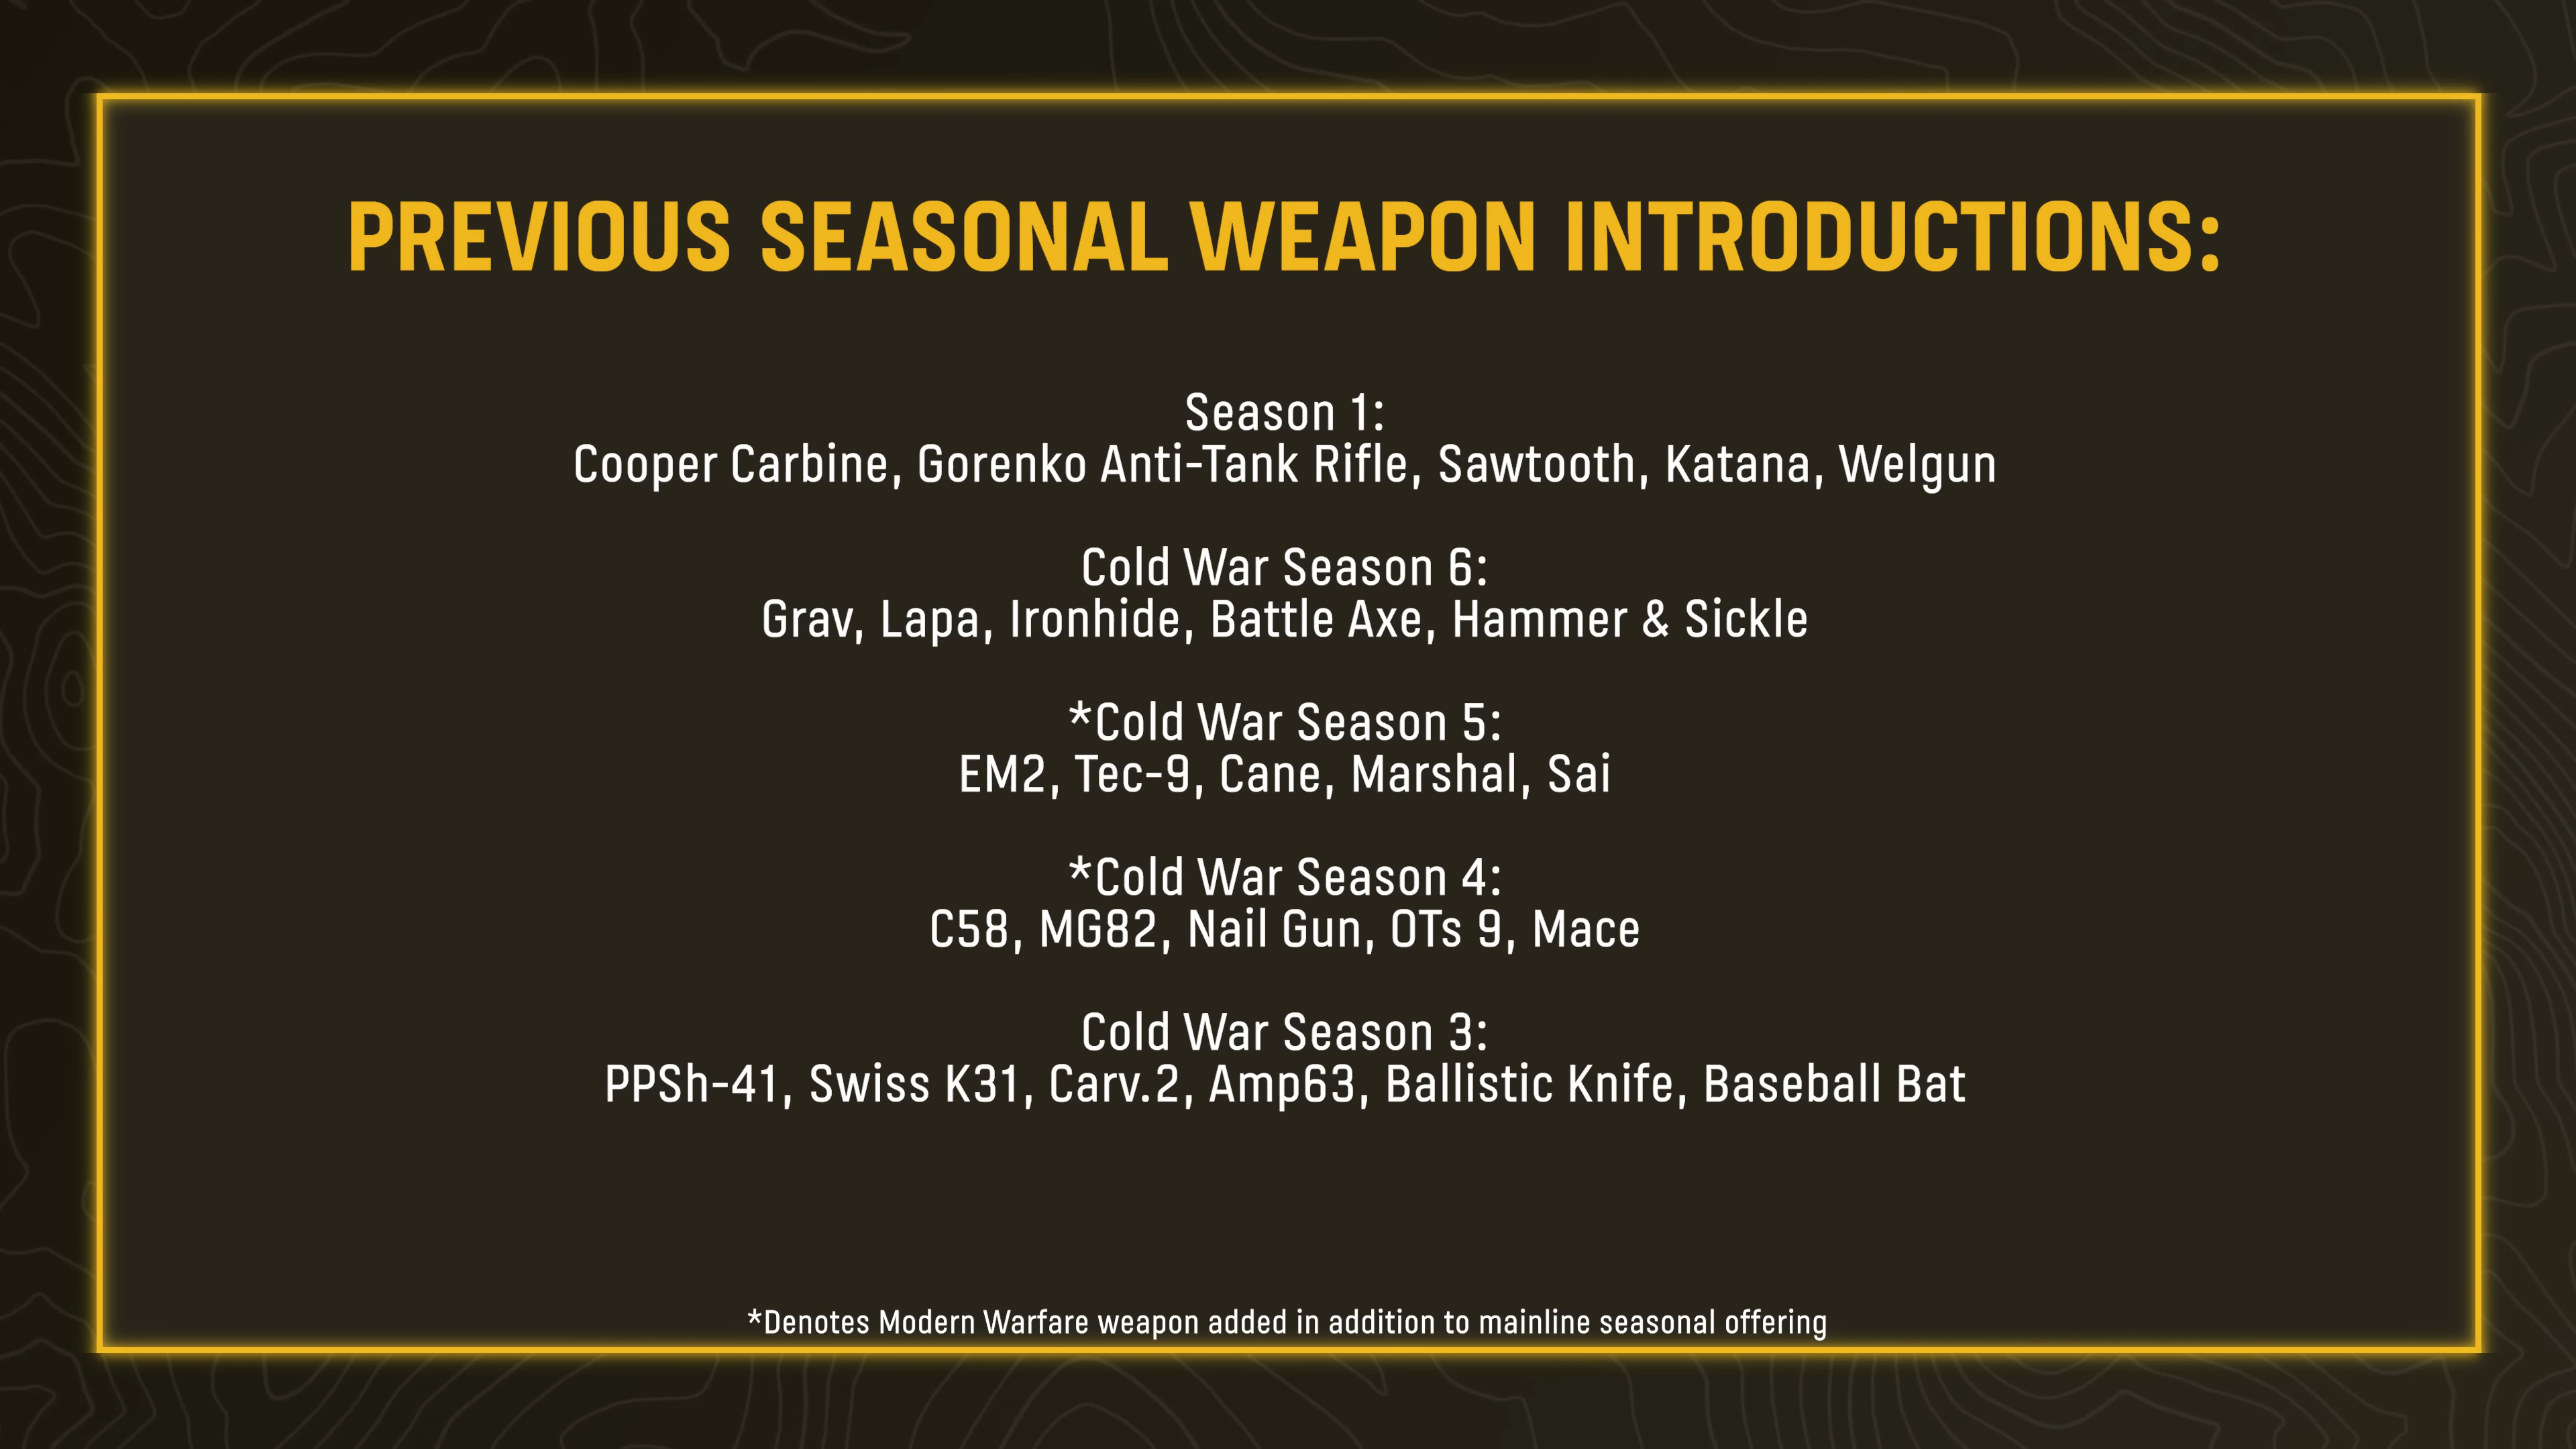 PREVIOUS SEASONAL WEAPON INTRODUCTIONS:
Season 1:
Cooper Carbine, Gorenko Anti-Tank Rifle, Sawtooth, Katana, Welgun
Cold War Season 6:
Grav, Lapa, Ironhide, Battle Axe, Hammer & Sickle
*Cold War Season 5:
EM2, Tec-9, Cane, Marshal, Sai
*Cold War Season 4:
C58, MG82, Nail Gun, OTs 9, Mace
Cold War Season 3:
PPSh-41, Swiss K31, Carv.2, Amp63, Ballistic Knife, Baseball Bat
*Denotes Modern Warfare weapon added in addition to mainline seasonal offering